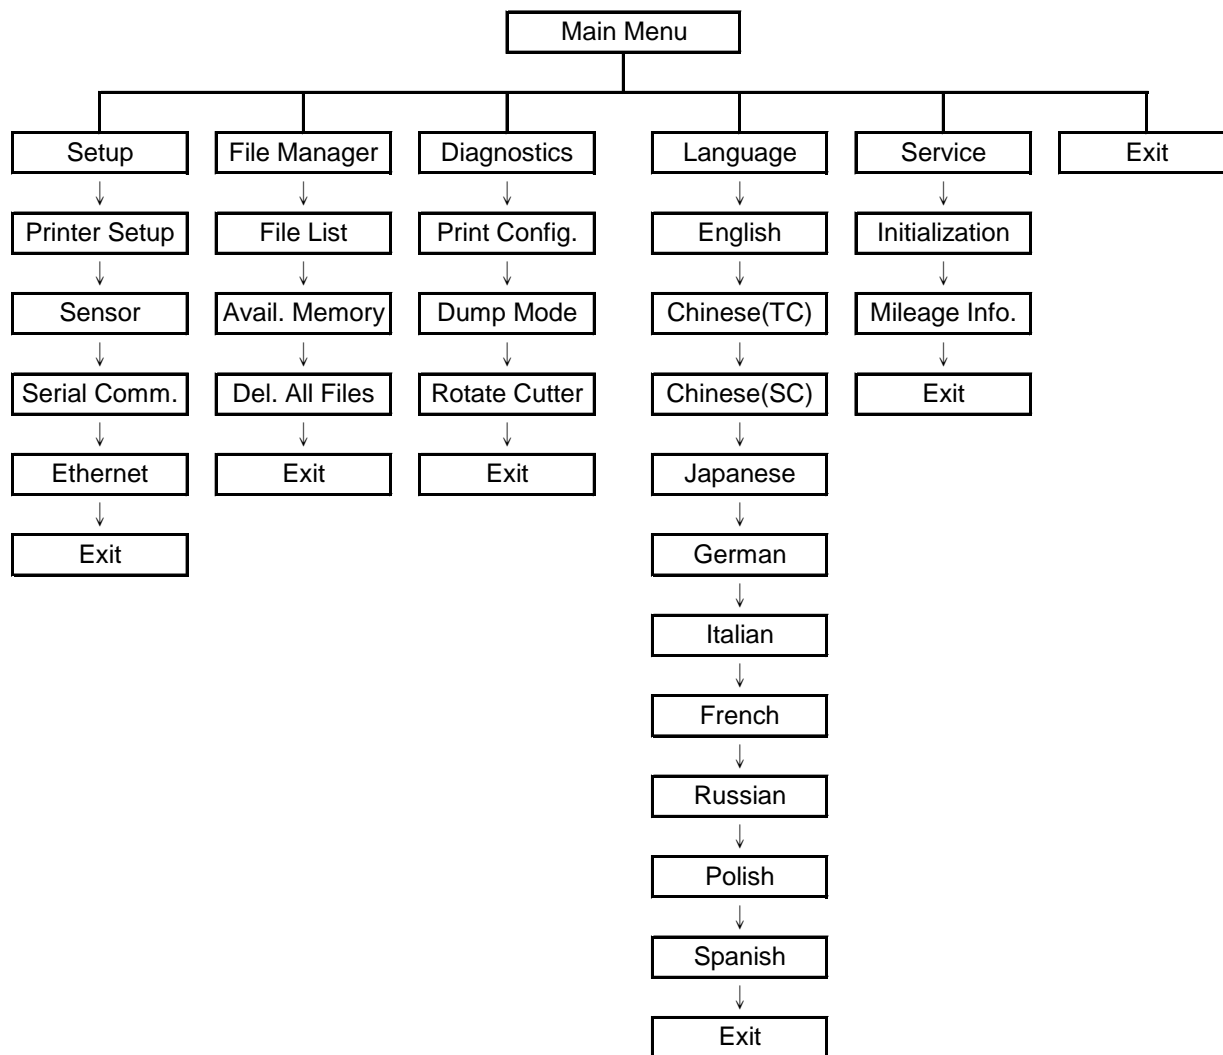 Main Menu
Setup
File Manager
Diagnostics
Language
Service
Exit
Printer Setup
File List
Print Config.
English
Initialization
Sensor
Avail. Memory
Dump Mode
Chinese(TC)
Mileage Info.
Serial Comm.
Del. All Files
Rotate Cutter
Chinese(SC)
Exit
Ethernet
Exit
Exit
Japanese
Exit
German
Italian
French
Russian
Polish
Spanish
Exit